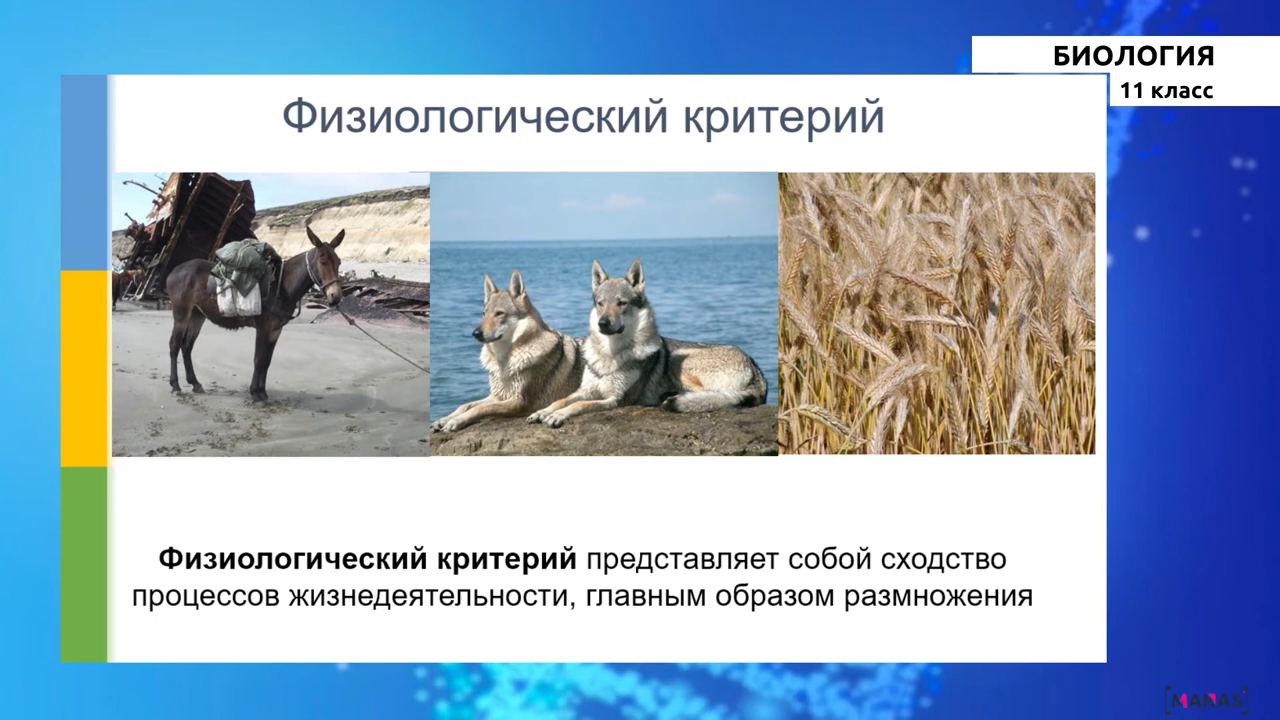 БИОЛОГИЯ
11 класс
Физиологический критерий
Физиологический критерий представляет собой сходство
процессов жизнедеятельности, главным образом размножения
MANAS